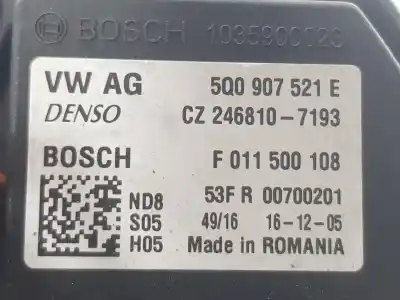 BOSCH 1035900126
VW AG 5Q0 907 521 E
DENSO CZ 246810-7193
BOSCH F 011 500 108
ND8 53F R 00700201
S05 49/16 16-12-05
H05 Made in ROMANIA